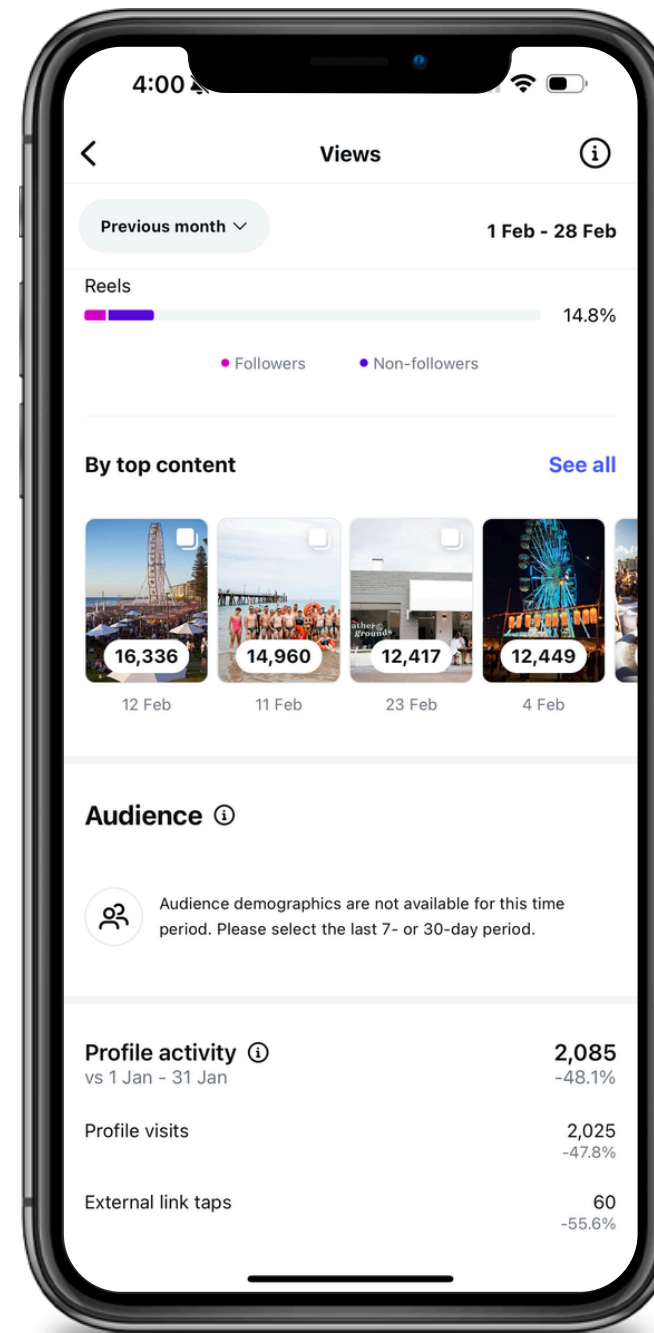 4:00
Views
Previous month
1 Feb - 28 Feb
Reels
14.8%
Followers
Non-followers
By top content
See all
ather
grounds
16,336
14,960
12,417
12,449
12 Feb
11 Feb
23 Feb
4 Feb
Audience
Audience demographics are not available for this time
period. Please select the last 7- or 30-day period.
Profile activity
2,085
vs 1 Jan - 31 Jan
-48.1%
Profile visits
2,025
-47.8%
External link taps
60
-55.6%